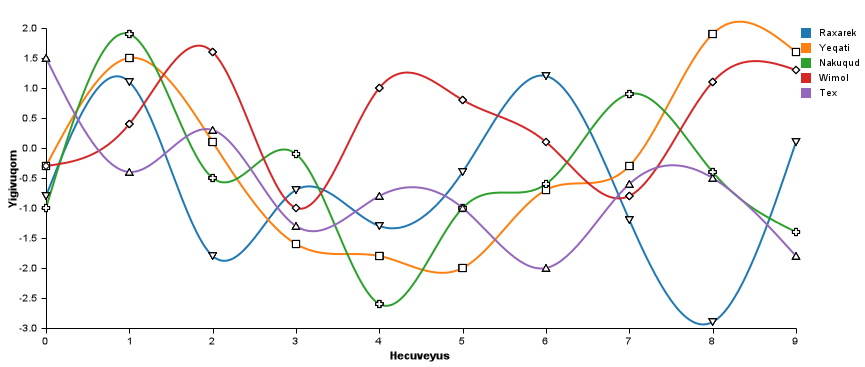 2.0
1.5
1.0
0.5
0.0
-0.5
-1.0
-1.5
-2.0
-2.5
-3.0
Yigivuqom
0 1 2 3 4 5 6 7 8 9
Hecuveyus
Raxarek
Yeqati
Nakuqud
Wimol
Tex